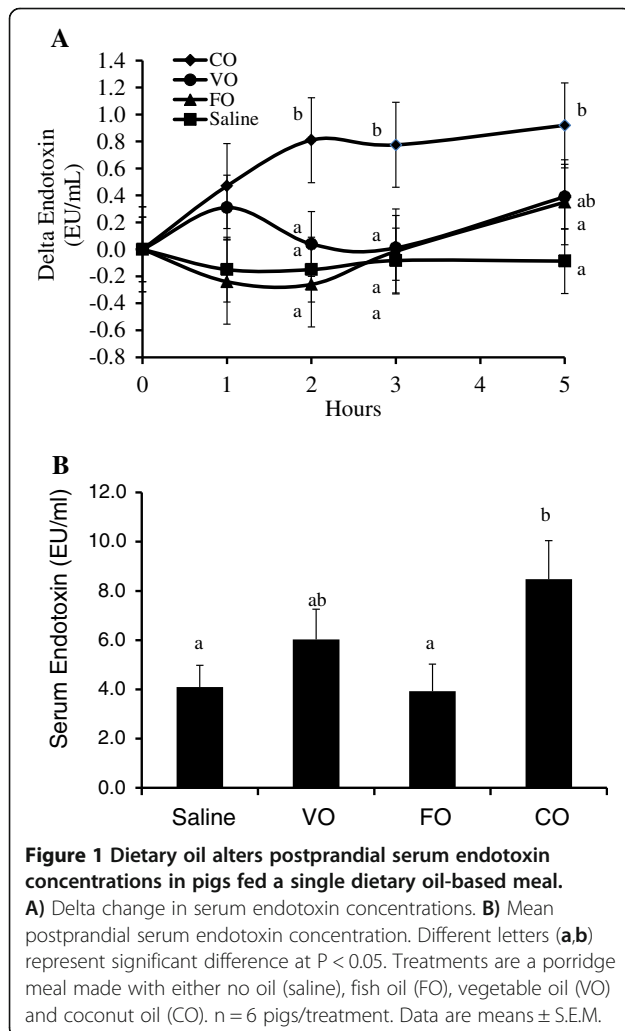 A
1.4
1.2
1.0
0.8
0.6
0.4
0.2
0.0
-0.2
-0.4
-0.6
-0.8
Delta Endotoxin
(EU/mL)
CO
VO
FO
Saline
b
b
b
a
a
a
ab
a
a
a
a
a
0 1 2 3 4 5
Hours
B
12.0
10.0
8.0
6.0
4.0
2.0
0.0
Serum Endotoxin (EU/ml)
a
ab
a
b
Saline VO FO CO
Figure 1 Dietary oil alters postprandial serum endotoxin
concentrations in pigs fed a single dietary oil-based meal.
A) Delta change in serum endotoxin concentrations. B) Mean
postprandial serum endotoxin concentration. Different letters (a,b)
represent significant difference at P < 0.05. Treatments are a porridge
meal made with either no oil (saline), fish oil (FO), vegetable oil (VO)
and coconut oil (CO). n = 6 pigs/treatment. Data are means ± S.E.M.